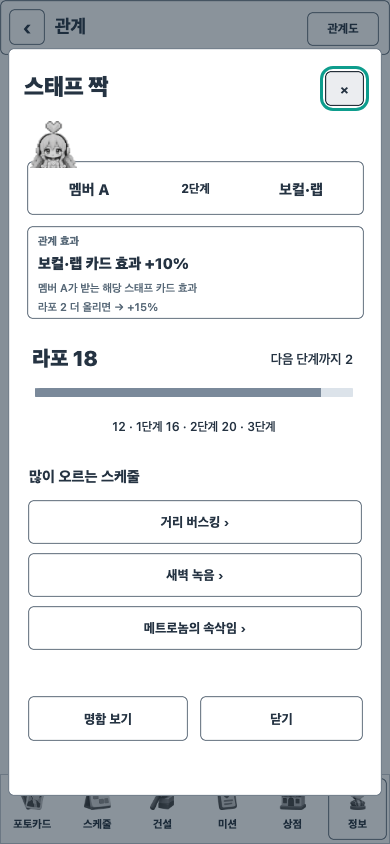 ‹ 관계 관계도
스태프 짝 ×
멤버 A 2단계 보컬·랩
관계 효과
보컬·랩 카드 효과 +10%
멤버 A가 받는 해당 스태프 카드 효과
라포 2 더 올리면 → +15%
라포 18 다음 단계까지 2
12 · 1단계 16 · 2단계 20 · 3단계
많이 오르는 스케줄
거리 버스킹 ›
새벽 녹음 ›
메트로놈의 속삭임 ›
명함 보기 닫기
포토카드 스케줄 건설 미션 상점 정보